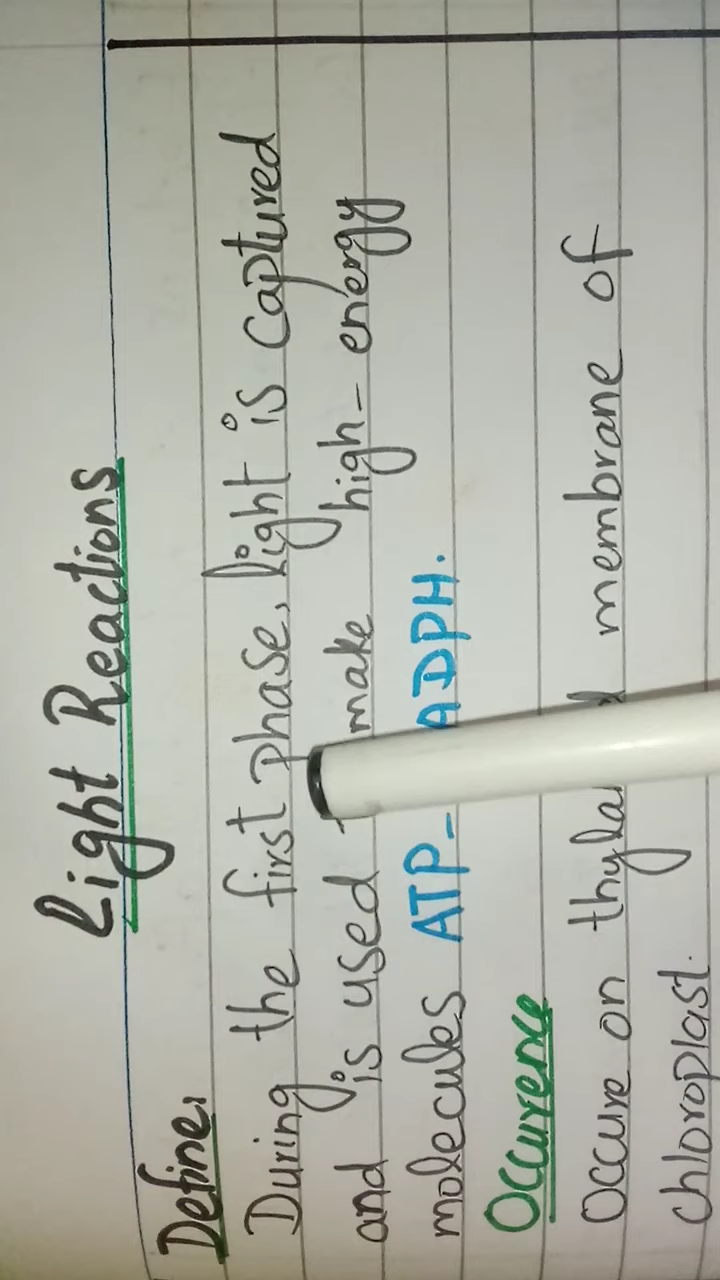 Light Reactions
Define,
During the first phase, light is captured
and is used make high-energy
molecules ATP- ADPH.
Occurence
Occure on membrane of
chloroplast.